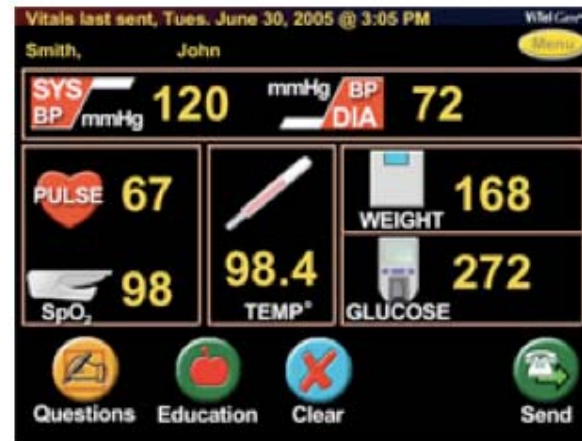 Vitals last sent, Tues. June 30, 2005 @ 3:05 PM
Smith, John
Menu
SYS BP mmHg 120 mmHg BP DIA 72
PULSE 67
SpO₂ 98
98.4
TEMP°
WEIGHT 168
GLUCOSE 272
Questions Education Clear Send